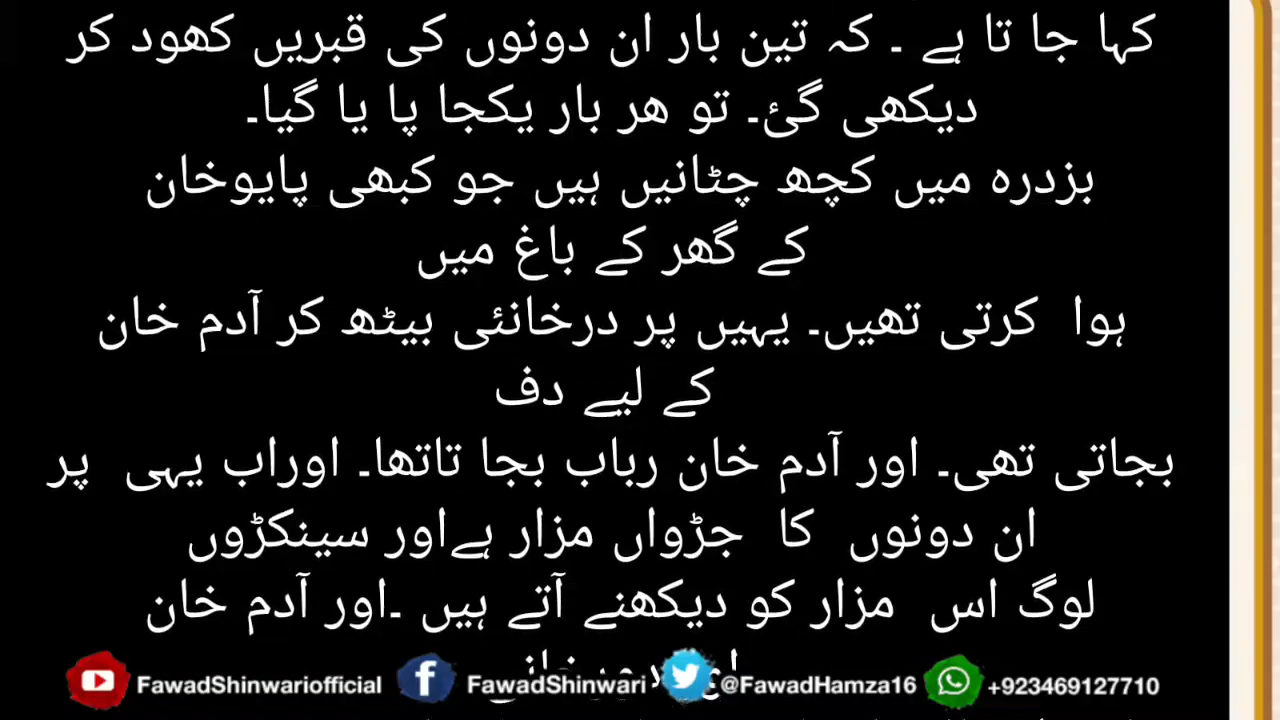 کہا جا تا ہے ۔ کہ تین بار ان دونوں کی قبریں کھود کر
دیکھی گئ۔ تو ھر بار یکجا پا یا گیا۔
بزدرہ میں کچھ چٹانیں ہیں جو کبھی پایوخان
کے گھر کے باغ میں
ہوا کرتی تھیں۔ یہیں پر درخانئی بیٹھ کر آدم خان
کے لیے دف
بجاتی تھی۔ اور آدم خان رباب بجا تاتھا۔ اوراب یہی پر
ان دونوں کا جڑواں مزار ہےاور سینکڑوں
لوگ اس مزار کو دیکھنے آتے ہیں ۔اور آدم خان
FawadShinwariofficial FawadShinwari @FawadHamza16 +923469127710